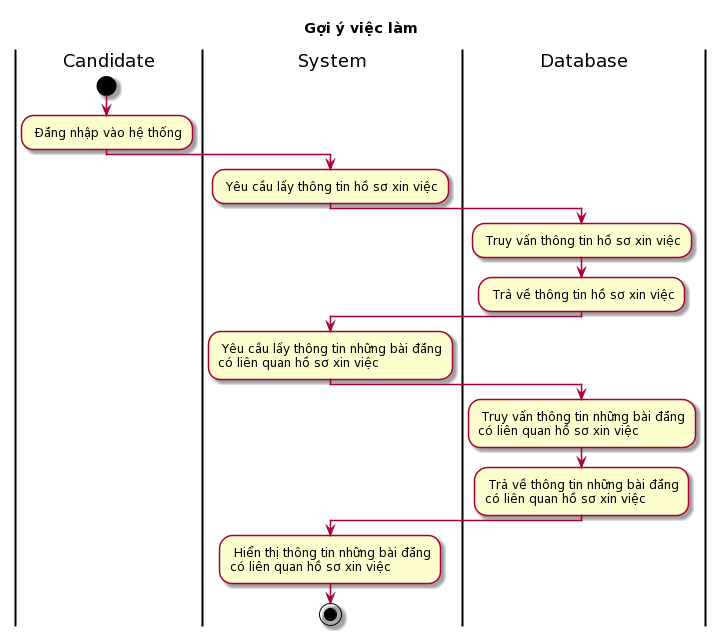 Gợi ý việc làm
Candidate
System
Database
Đăng nhập vào hệ thống
Yêu cầu lấy thông tin hồ sơ xin việc
Truy vấn thông tin hồ sơ xin việc
Trả về thông tin hồ sơ xin việc
Yêu cầu lấy thông tin những bài đăng
có liên quan hồ sơ xin việc
Truy vấn thông tin những bài đăng
có liên quan hồ sơ xin việc
Trả về thông tin những bài đăng
có liên quan hồ sơ xin việc
Hiển thị thông tin những bài đăng
có liên quan hồ sơ xin việc